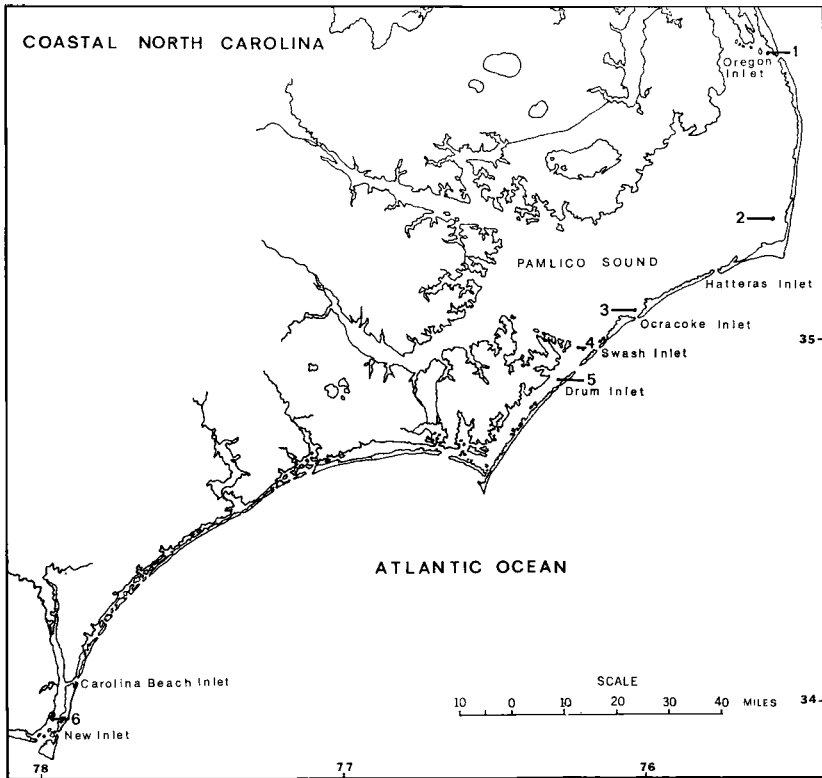 COASTAL NORTH CAROLINA
1
Oregon
Inlet
2
PAMLICO SOUND
Hatteras Inlet
3
Ocracoke Inlet
35
4
Swash Inlet
5
Drum Inlet
ATLANTIC OCEAN
SCALE
10 0 10 20 30 40 MILES
Carolina Beach Inlet
34
6
New Inlet
78 77 76